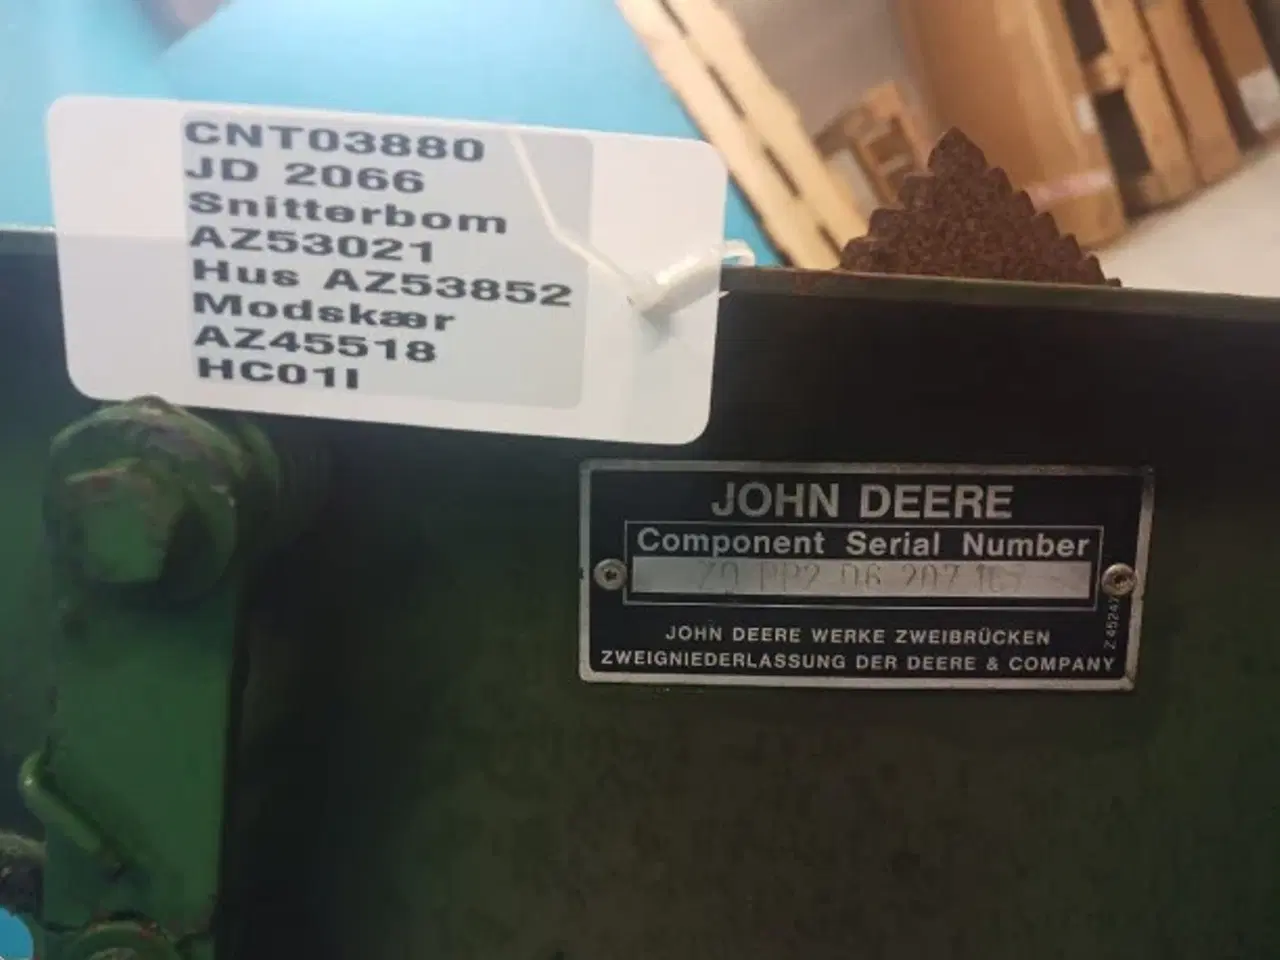 CNT03880
JD 2066
Snitterbom
AZ53021
Hus AZ53852
Modskær
AZ45518
HC01I
JOHN DEERE
Component Serial Number
JOHN DEERE WERKE ZWEIBRÜCKEN
ZWEIGNIEDERLASSUNG DER DEERE & COMPANY